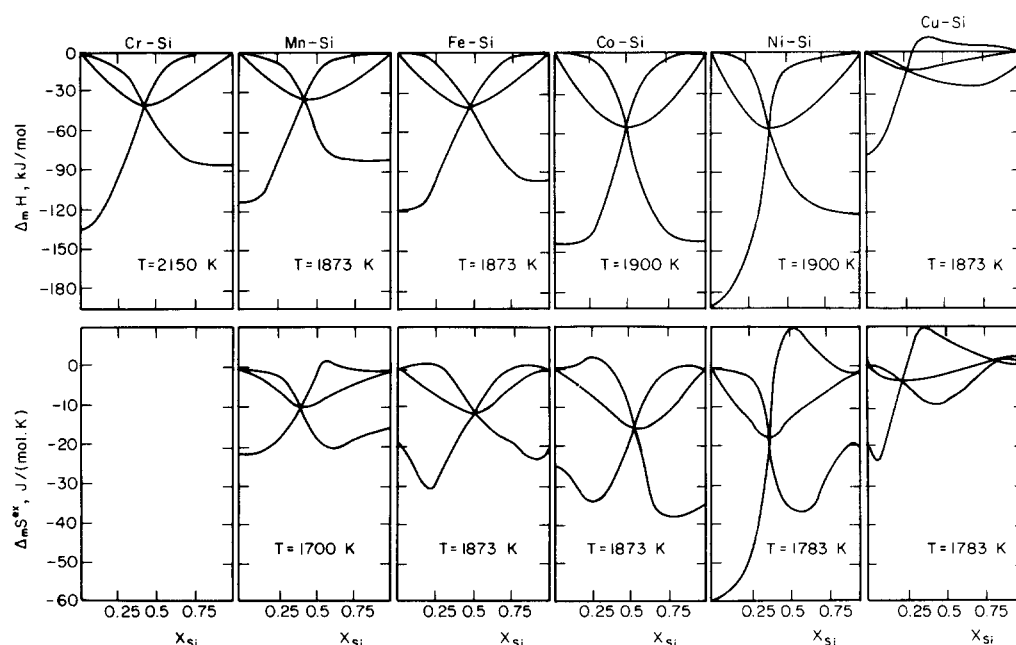 Cr-Si Mn-Si Fe-Si Co-Si Ni-Si Cu-Si
0
-30
-60
-90
-120
-150
-180
ΔmH, kJ/mol
T=2150 K T=1873 K T=1873 K T=1900 K T=1900 K T=1873 K
0
-10
-20
-30
-40
-50
-60
ΔmS^ex, J/(mol.K)
T=1700 K T=1873 K T=1873 K T=1783 K T=1783 K
0.25 0.5 0.75 0.25 0.5 0.75 0.25 0.5 0.75 0.25 0.5 0.75 0.25 0.5 0.75 0.25 0.5 0.75
XSi XSi XSi XSi XSi XSi